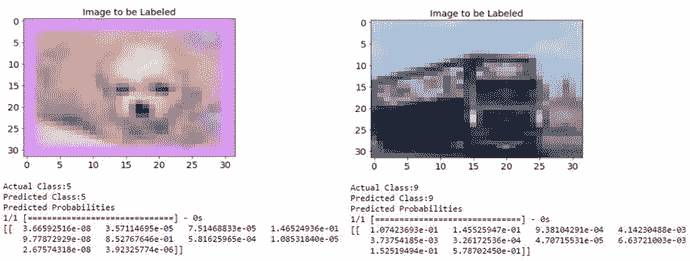 Image to be Labeled
0
5
10
15
20
25
30
0 5 10 15 20 25 30
Actual Class:5
Predicted Class:5
Predicted Probabilities
1/1 [==============================] - 0s
[[ 3.66592516e-08 3.57114695e-05 7.51468833e-05 1.46524936e-01
9.77872929e-08 8.52767646e-01 5.81625965e-04 1.08531840e-05
2.67574318e-08 3.92325774e-06]]
Image to be Labeled
0
5
10
15
20
25
30
0 5 10 15 20 25 30
Actual Class:9
Predicted Class:9
Predicted Probabilities
1/1 [==============================] - 0s
[[ 1.07423693e-01 1.45525947e-01 9.38104291e-04 4.14230488e-03
3.73754185e-03 3.26172536e-04 4.70715531e-05 6.63721003e-03
1.52519494e-01 5.78702450e-01]]